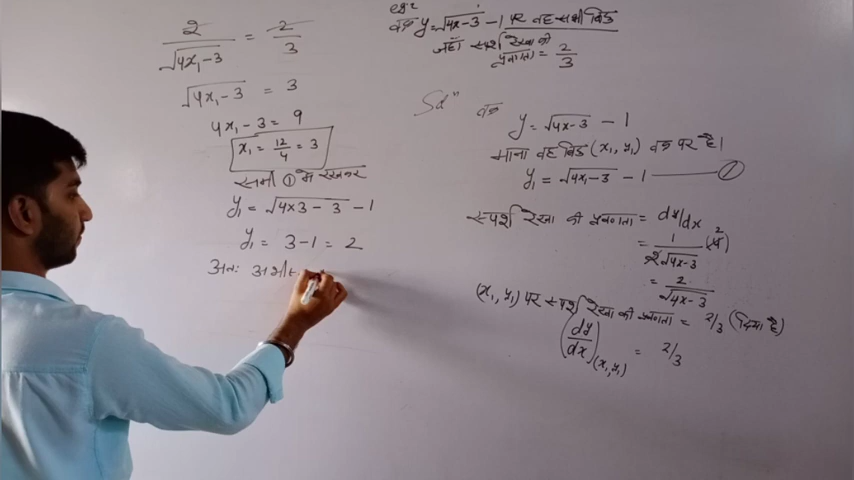 वक्र y = √4x-3 - 1 पर वह सभी बिंदु
जहाँ स्पर्श रेखा की
प्रवणता = 2/3
Solⁿ वक्र
y = √4x-3 - 1
माना वह बिंदु (x₁, y₁) वक्र पर है।
y₁ = √4x₁-3 - 1 ——— ①
स्पर्श रेखा की प्रवणता = dy/dx
= 1/2√4x-3 (4) 2
= 2/√4x-3
(x₁, y₁) पर स्पर्श रेखा की प्रवणता = 2/3 (दिया है)
(dy/dx)(x₁, y₁) = 2/3
2/√4x₁-3 = 2/3
√4x₁-3 = 3
4x₁-3 = 9
x₁ = 12/4 = 3
समी ① में रखकर
y₁ = √4×3-3 - 1
y₁ = 3-1 = 2
अतः